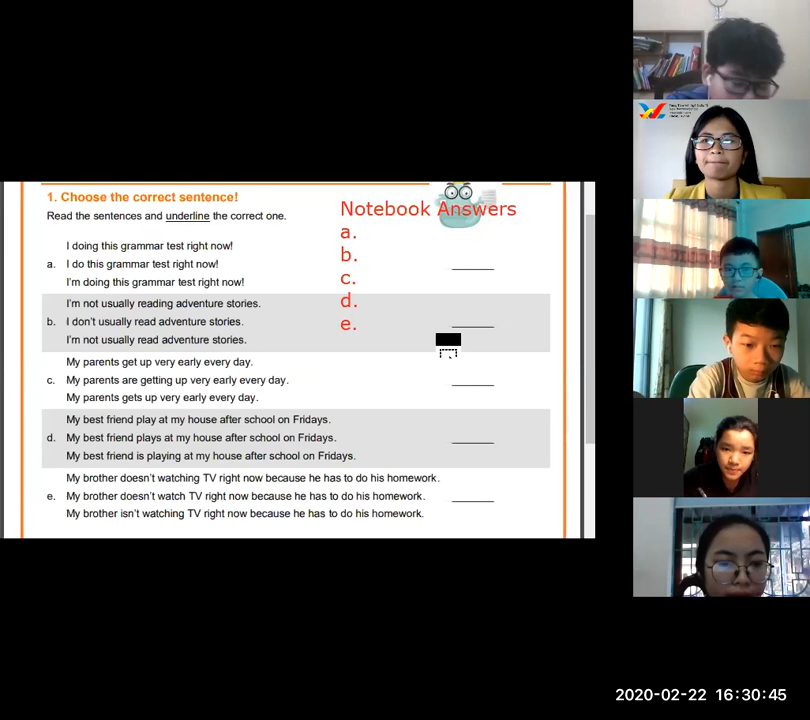 1. Choose the correct sentence!
Read the sentences and underline the correct one.
Notebook Answers
a.
b.
c.
d.
e.
I doing this grammar test right now!
a. I do this grammar test right now!
I'm doing this grammar test right now!
I'm not usually reading adventure stories.
b. I don't usually read adventure stories.
I'm not usually read adventure stories.
My parents get up very early every day.
c. My parents are getting up very early every day.
My parents gets up very early every day.
My best friend play at my house after school on Fridays.
d. My best friend plays at my house after school on Fridays.
My best friend is playing at my house after school on Fridays.
My brother doesn't watching TV right now because he has to do his homework.
e. My brother doesn't watch TV right now because he has to do his homework.
My brother isn't watching TV right now because he has to do his homework.
2020-02-22 16:30:45